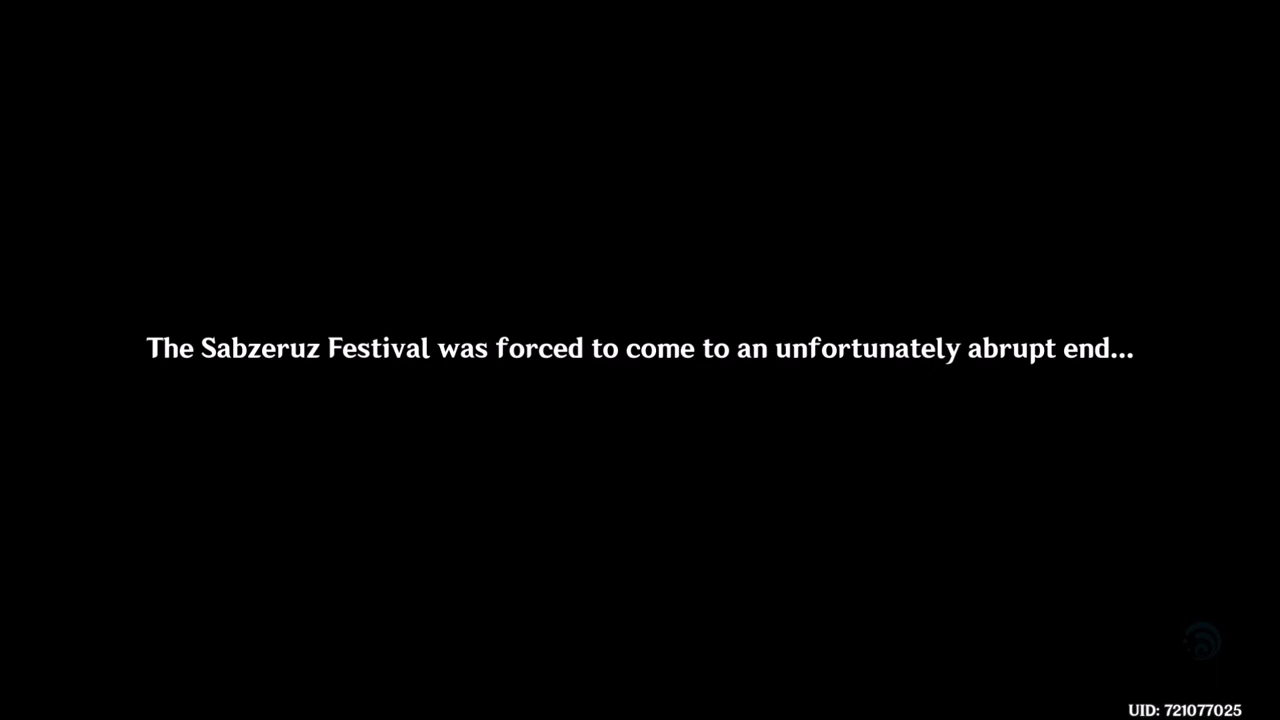 The Sabzeruz Festival was forced to come to an unfortunately abrupt end...
UID: 721077025